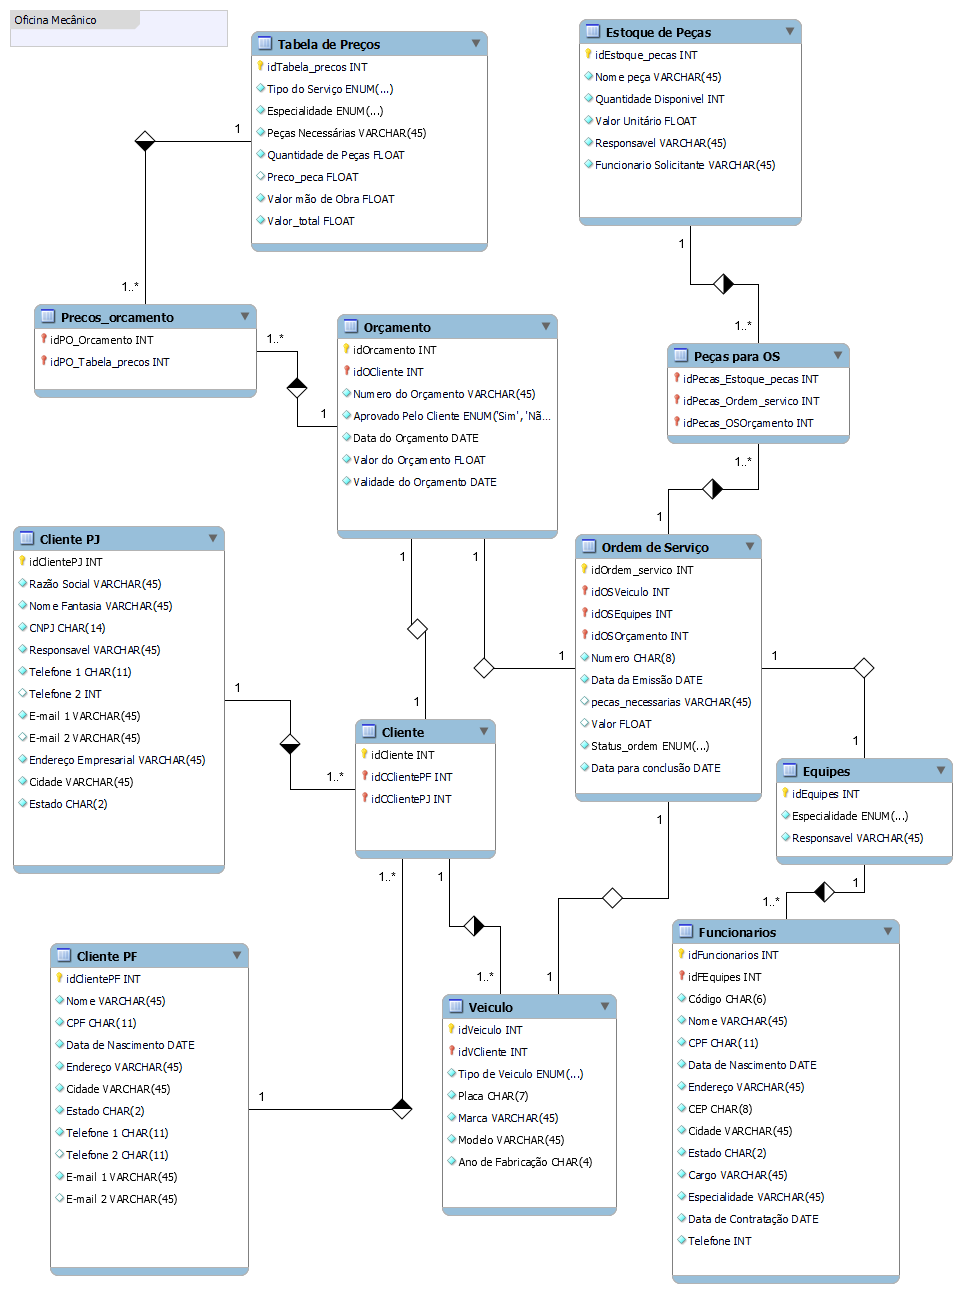 Oficina Mecânico
Tabela de Preços
idTabela_precos INT
Tipo do Serviço ENUM(...)
Especialidade ENUM(...)
Peças Necessárias VARCHAR(45)
Quantidade de Peças FLOAT
Preco_peca FLOAT
Valor mão de Obra FLOAT
Valor_total FLOAT
Estoque de Peças
idEstoque_pecas INT
Nome peça VARCHAR(45)
Quantidade Disponivel INT
Valor Unitário FLOAT
Responsavel VARCHAR(45)
Funcionario Solicitante VARCHAR(45)
1
1..*
1
1..*
Precos_orcamento
idPO_Orcamento INT
idPO_Tabela_precos INT
1..*
1
Orçamento
idOrcamento INT
idOCliente INT
Numero do Orçamento VARCHAR(45)
Aprovado Pelo Cliente ENUM('Sim', 'Nã...
Data do Orçamento DATE
Valor do Orçamento FLOAT
Validade do Orçamento DATE
Peças para OS
idPecas_Estoque_pecas INT
idPecas_Ordem_servico INT
idPecas_OSOrçamento INT
1..*
1
Cliente PJ
idClientePJ INT
Razão Social VARCHAR(45)
Nome Fantasia VARCHAR(45)
CNPJ CHAR(14)
Responsavel VARCHAR(45)
Telefone 1 CHAR(11)
Telefone 2 INT
E-mail 1 VARCHAR(45)
E-mail 2 VARCHAR(45)
Endereço Empresarial VARCHAR(45)
Cidade VARCHAR(45)
Estado CHAR(2)
1
1..*
1
1
1
1
Ordem de Serviço
idOrdem_servico INT
idOSVeiculo INT
idOSEquipes INT
idOSOrçamento INT
Numero CHAR(8)
Data da Emissão DATE
pecas_necessarias VARCHAR(45)
Valor FLOAT
Status_ordem ENUM(...)
Data para conclusão DATE
1
1
Cliente
idCliente INT
idCClientePF INT
idCClientePJ INT
Equipes
idEquipes INT
Especialidade ENUM(...)
Responsavel VARCHAR(45)
1..*
1
1
1
1..*
1
1..*
1
Cliente PF
idClientePF INT
Nome VARCHAR(45)
CPF CHAR(11)
Data de Nascimento DATE
Endereço VARCHAR(45)
Cidade VARCHAR(45)
Estado CHAR(2)
Telefone 1 CHAR(11)
Telefone 2 CHAR(11)
E-mail 1 VARCHAR(45)
E-mail 2 VARCHAR(45)
1
Veiculo
idVeiculo INT
idVCliente INT
Tipo de Veiculo ENUM(...)
Placa CHAR(7)
Marca VARCHAR(45)
Modelo VARCHAR(45)
Ano de Fabricação CHAR(4)
Funcionarios
idFuncionarios INT
idFEquipes INT
Código CHAR(6)
Nome VARCHAR(45)
CPF CHAR(11)
Data de Nascimento DATE
Endereço VARCHAR(45)
CEP CHAR(8)
Cidade VARCHAR(45)
Estado CHAR(2)
Cargo VARCHAR(45)
Especialidade VARCHAR(45)
Data de Contratação DATE
Telefone INT